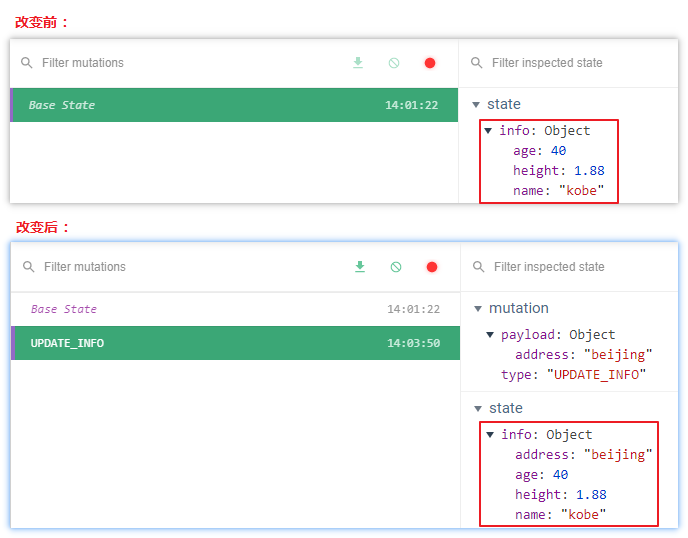 改变前：
Filter mutations
Filter inspected state
Base State 14:01:22
state
info: Object
age: 40
height: 1.88
name: "kobe"
改变后：
Filter mutations
Filter inspected state
Base State 14:01:22
UPDATE_INFO 14:03:50
mutation
payload: Object
address: "beijing"
type: "UPDATE_INFO"
state
info: Object
address: "beijing"
age: 40
height: 1.88
name: "kobe"